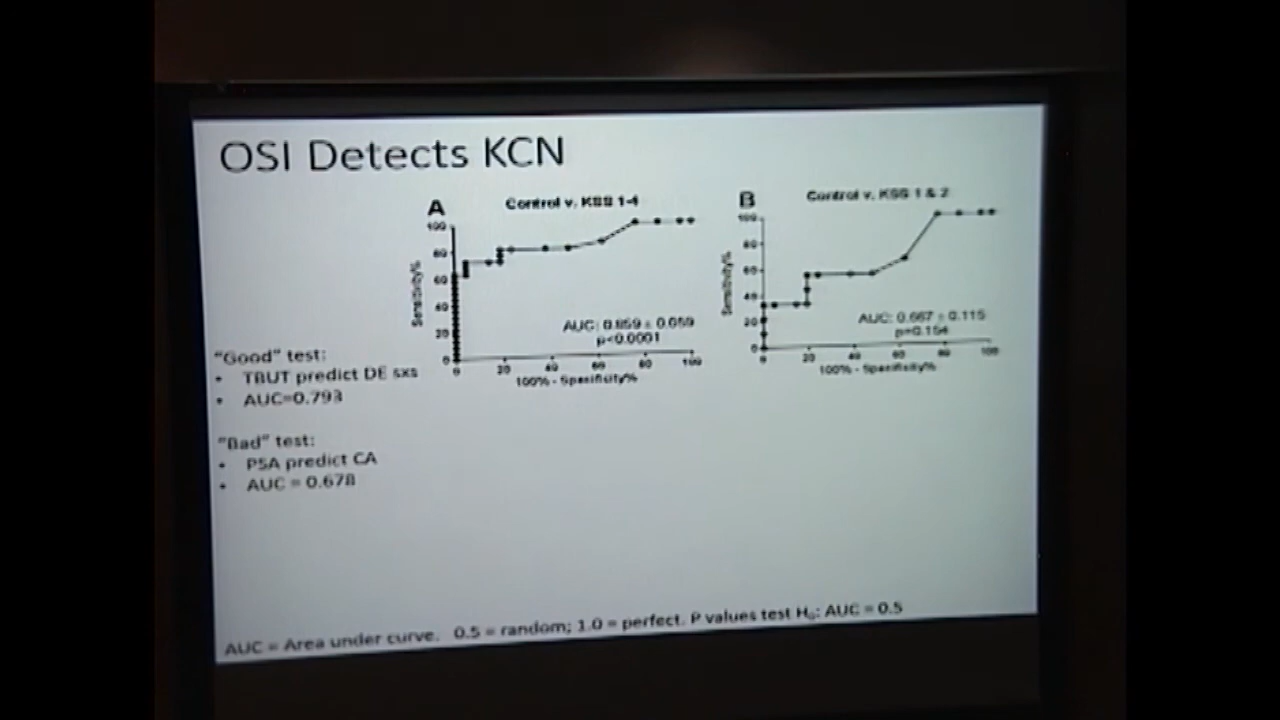 OSI Detects KCN
A
Control v. KSS 1-4
100
80
60
40
20
0
Sensitivity%
AUC: 0.859 ± 0.059
p<0.0001
0 20 40 60 80 100
100% - Specificity%
B
Control v. KSS 1 & 2
100
80
60
40
20
0
Sensitivity%
AUC: 0.667 ± 0.115
p=0.154
0 20 40 60 80 100
100% - Specificity%
"Good" test:
• TBUT predict DE sxs
• AUC=0.793
"Bad" test:
• PSA predict CA
• AUC = 0.678
AUC = Area under curve. 0.5 = random; 1.0 = perfect. P values test H₀: AUC = 0.5